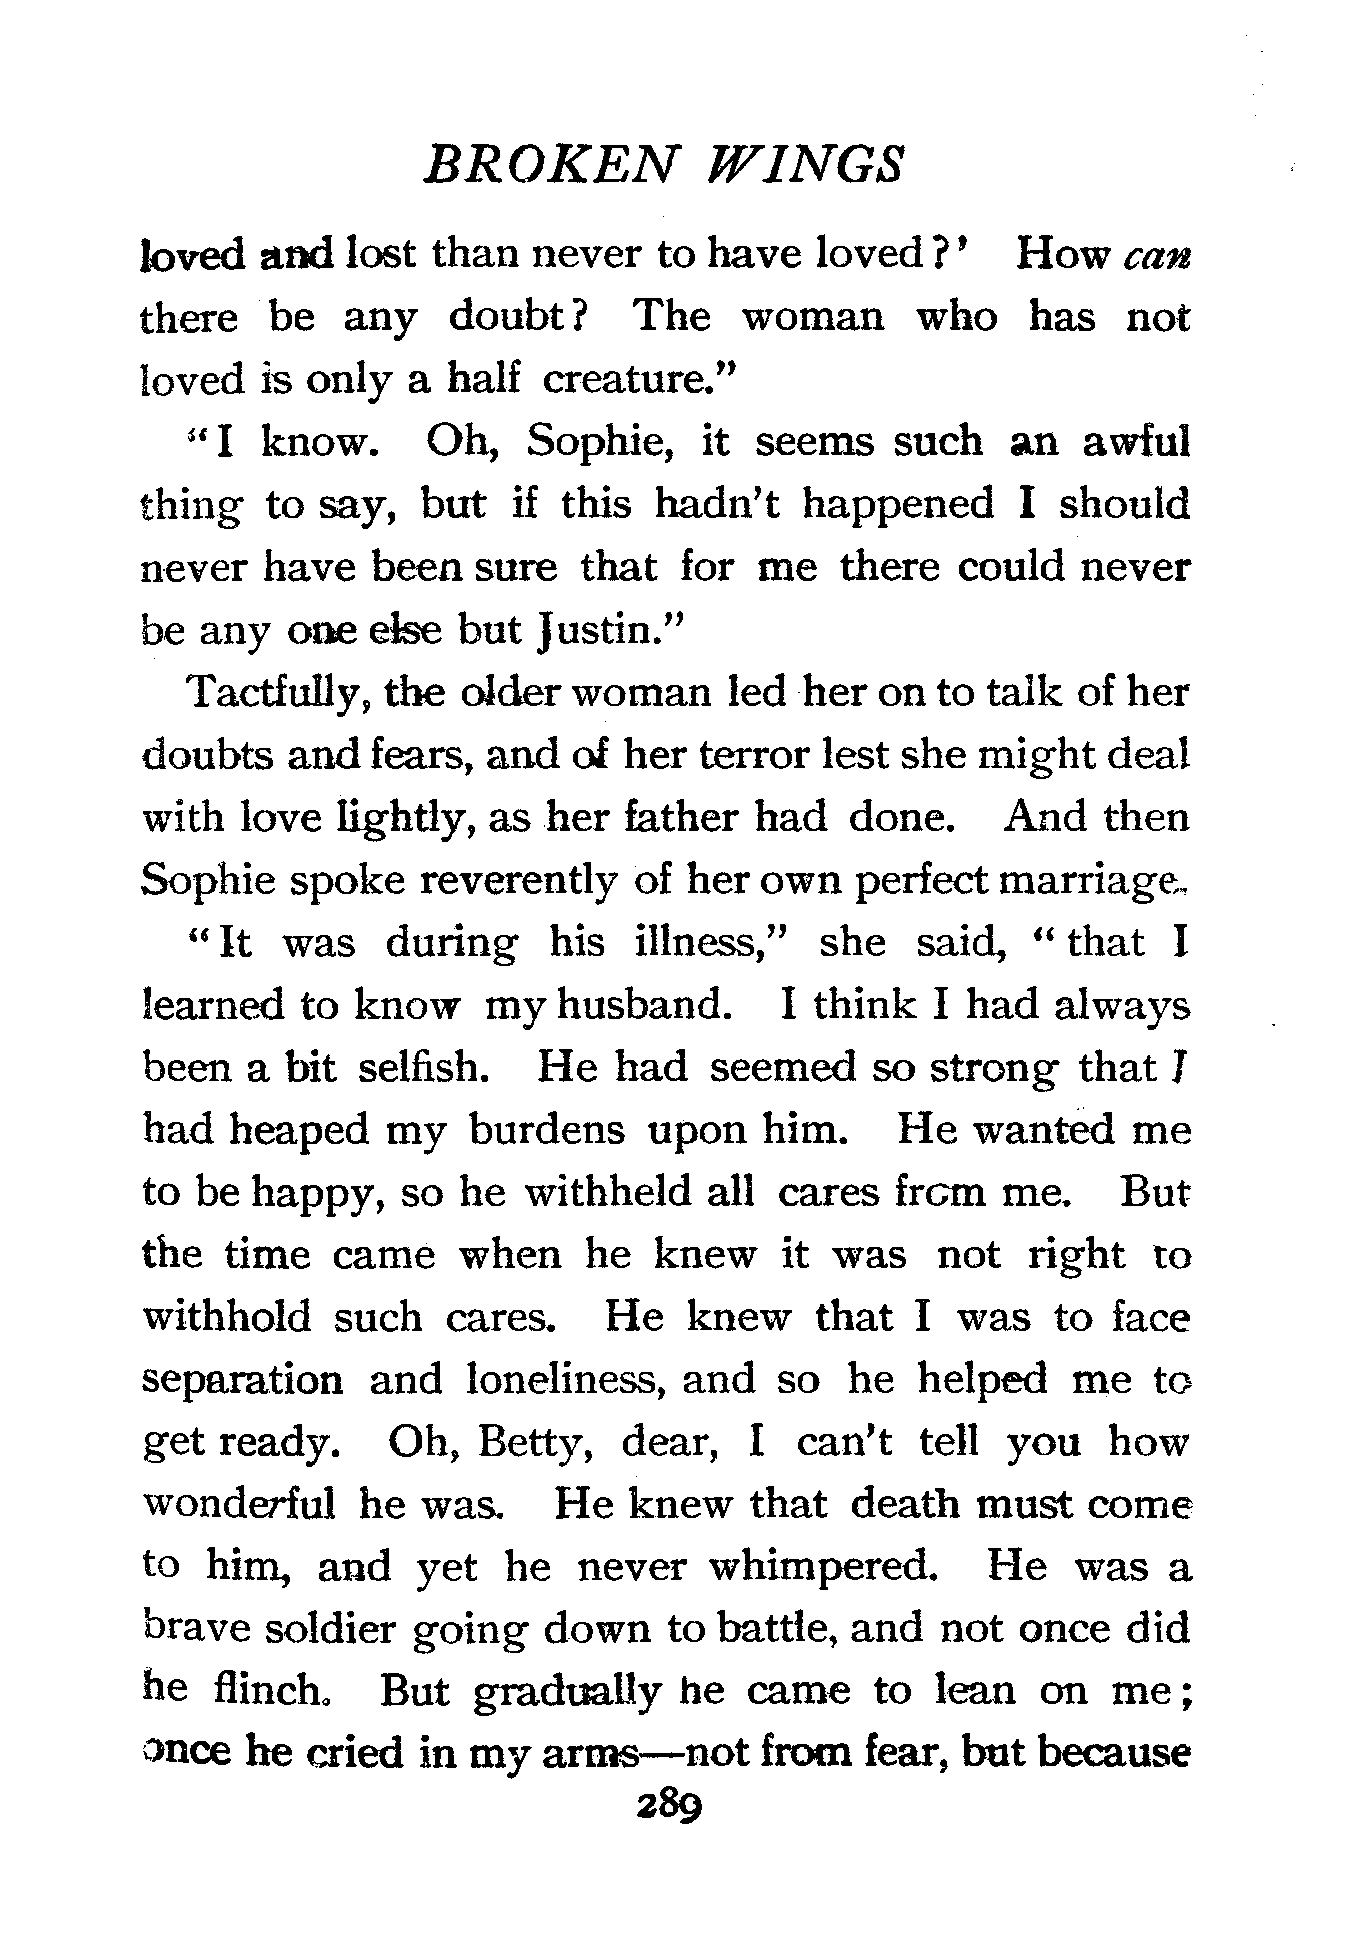 BROKEN WINGS
loved and lost than never to have loved?' How can
there be any doubt? The woman who has not
loved is only a half creature."
"I know. Oh, Sophie, it seems such an awful
thing to say, but if this hadn't happened I should
never have been sure that for me there could never
be any one else but Justin."
Tactfully, the older woman led her on to talk of her
doubts and fears, and of her terror lest she might deal
with love lightly, as her father had done. And then
Sophie spoke reverently of her own perfect marriage.
"It was during his illness," she said, "that I
learned to know my husband. I think I had always
been a bit selfish. He had seemed so strong that I
had heaped my burdens upon him. He wanted me
to be happy, so he withheld all cares from me. But
the time came when he knew it was not right to
withhold such cares. He knew that I was to face
separation and loneliness, and so he helped me to
get ready. Oh, Betty, dear, I can't tell you how
wonderful he was. He knew that death must come
to him, and yet he never whimpered. He was a
brave soldier going down to battle, and not once did
he flinch. But gradually he came to lean on me;
once he cried in my arms—not from fear, but because
289